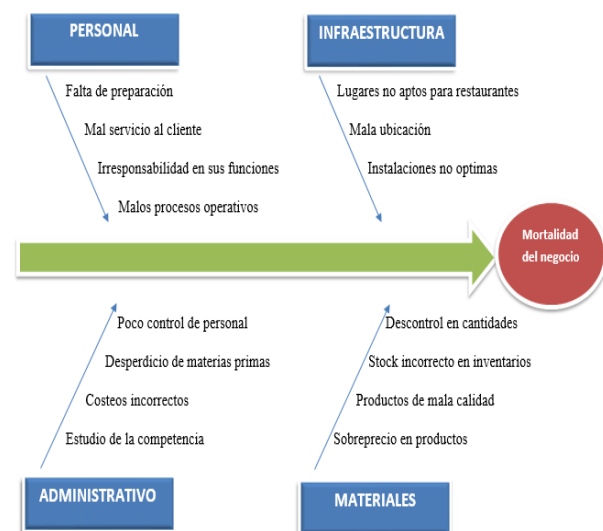 PERSONAL
Falta de preparación
Mal servicio al cliente
Irresponsabilidad en sus funciones
Malos procesos operativos
INFRAESTRUCTURA
Lugares no aptos para restaurantes
Mala ubicación
Instalaciones no optimas
Mortalidad
del negocio
Poco control de personal
Desperdicio de materias primas
Costeos incorrectos
Estudio de la competencia
ADMINISTRATIVO
Descontrol en cantidades
Stock incorrecto en inventarios
Productos de mala calidad
Sobreprecio en productos
MATERIALES